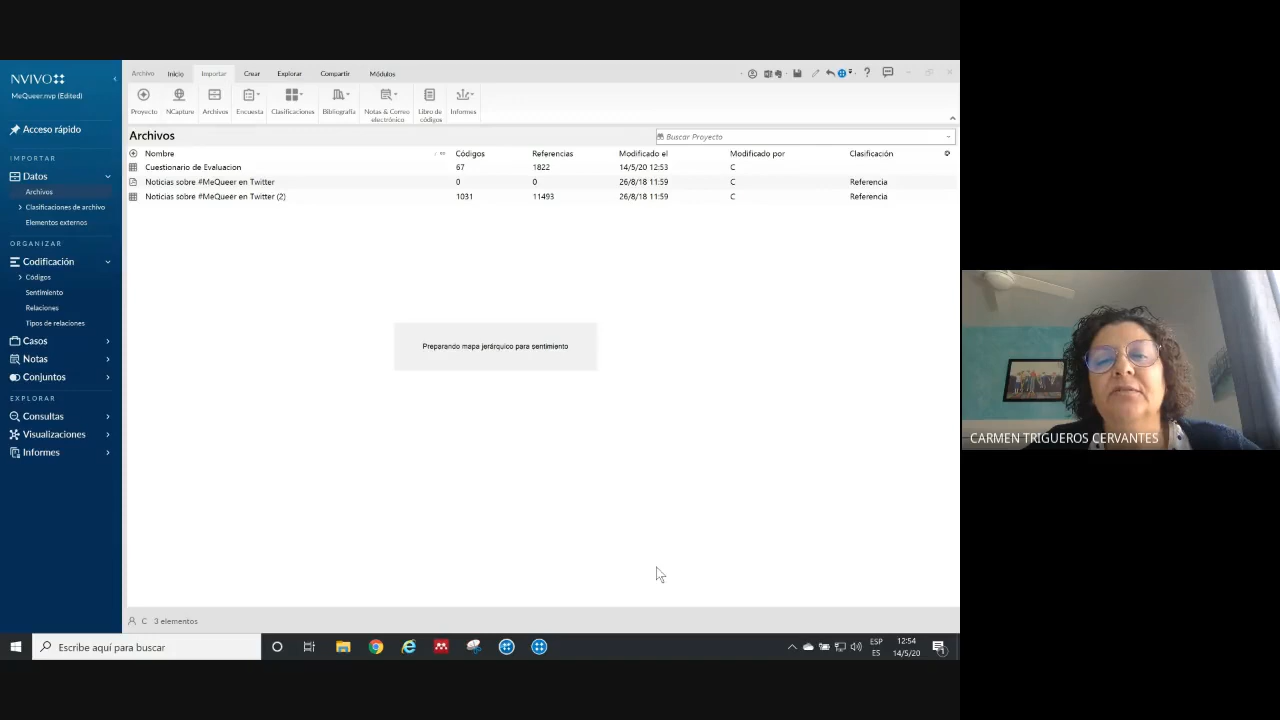 NVIVO
MeQueer.nvp (Edited)
Acceso rápido
IMPORTAR
Datos
Archivos
Clasificaciones de archivo
Elementos externos
ORGANIZAR
Codificación
Códigos
Sentimiento
Relaciones
Tipos de relaciones
Casos
Notas
Conjuntos
EXPLORAR
Consultas
Visualizaciones
Informes
Archivo Inicio Importar Crear Explorar Compartir Módulos
Proyecto NCapture Archivos Encuesta Clasificaciones Bibliografía Notas & Correo electrónico Libro de códigos Informes
Archivos
Buscar Proyecto
Nombre Códigos Referencias Modificado el Modificado por Clasificación
Cuestionario de Evaluacion 67 1822 14/5/20 12:53 C
Noticias sobre #MeQueer en Twitter 0 0 26/8/18 11:59 C Referencia
Noticias sobre #MeQueer en Twitter (2) 1031 11493 26/8/18 11:59 C Referencia
Preparando mapa jerárquico para sentimiento
CARMEN TRIGUEROS CERVANTES
C 3 elementos
Escribe aquí para buscar
ESP
ES
12:54
14/5/20
1